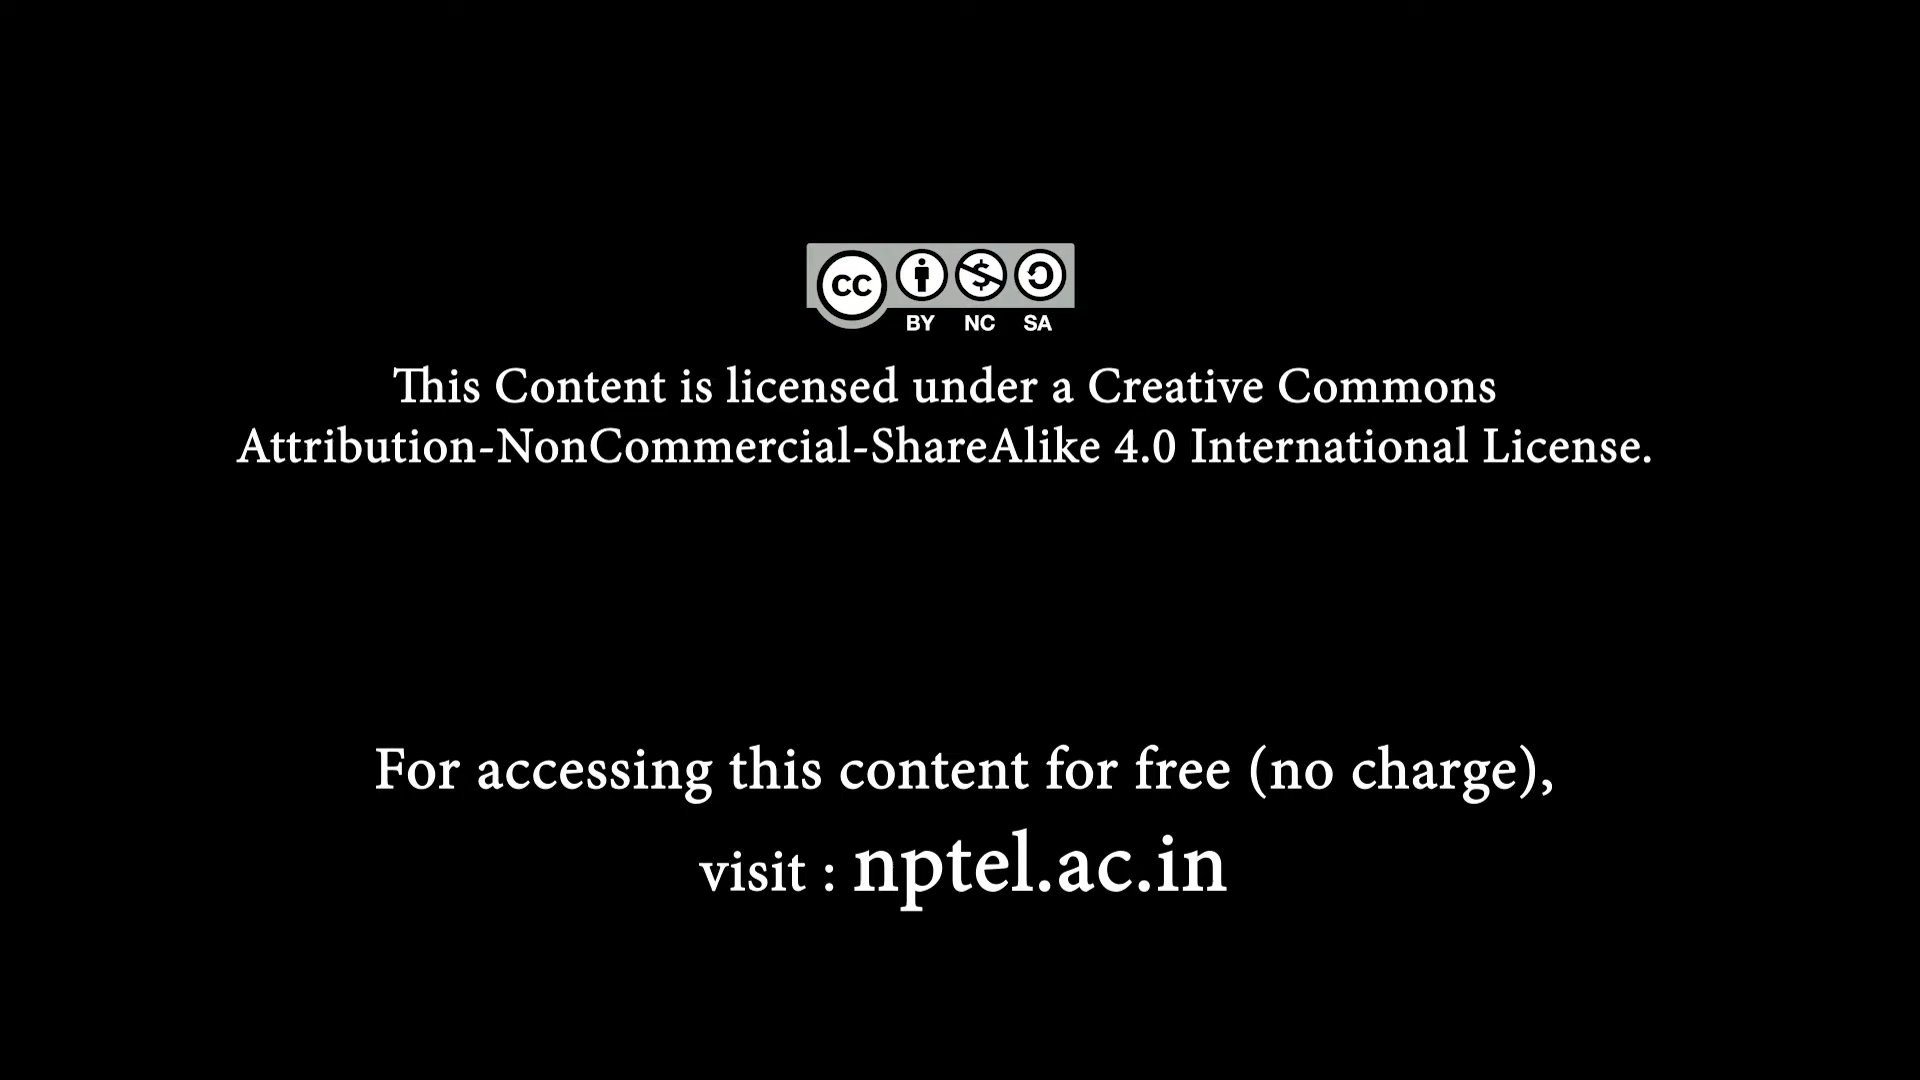 cc
BY NC SA
This Content is licensed under a Creative Commons
Attribution-NonCommercial-ShareAlike 4.0 International License.
For accessing this content for free (no charge),
visit : nptel.ac.in